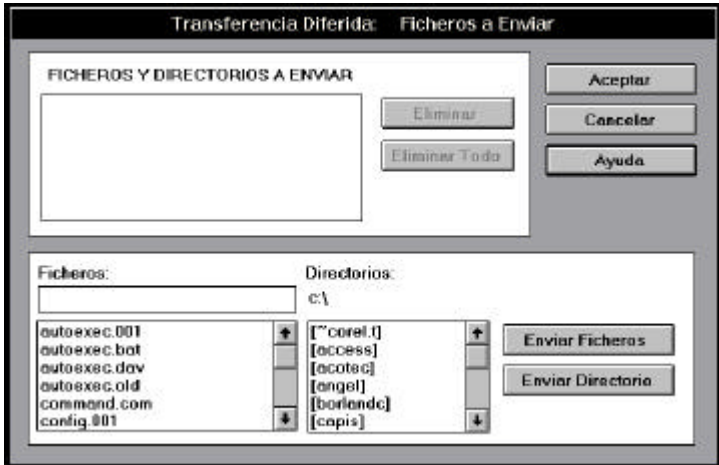 Transferencia Diferida: Ficheros a Enviar
FICHEROS Y DIRECTORIOS A ENVIAR
Eliminar
Eliminar Todo
Aceptar
Cancelar
Ayuda
Ficheros:
autoexec.001
autoexec.bat
autoexec.dav
autoexec.old
command.com
config.001
Directorios:
c:\
[~corel.t]
[access]
[acotec]
[angel]
[borlandc]
[capis]
Enviar Ficheros
Enviar Directorio